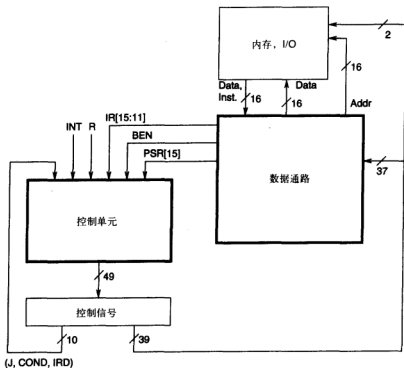 内存，I/O
2
16
Data,
Inst.
16
Data
16
Addr
IR[15:11]
INT R
BEN
PSR[15]
数据通路
37
控制单元
49
控制信号
10
39
(J, COND, IRD)